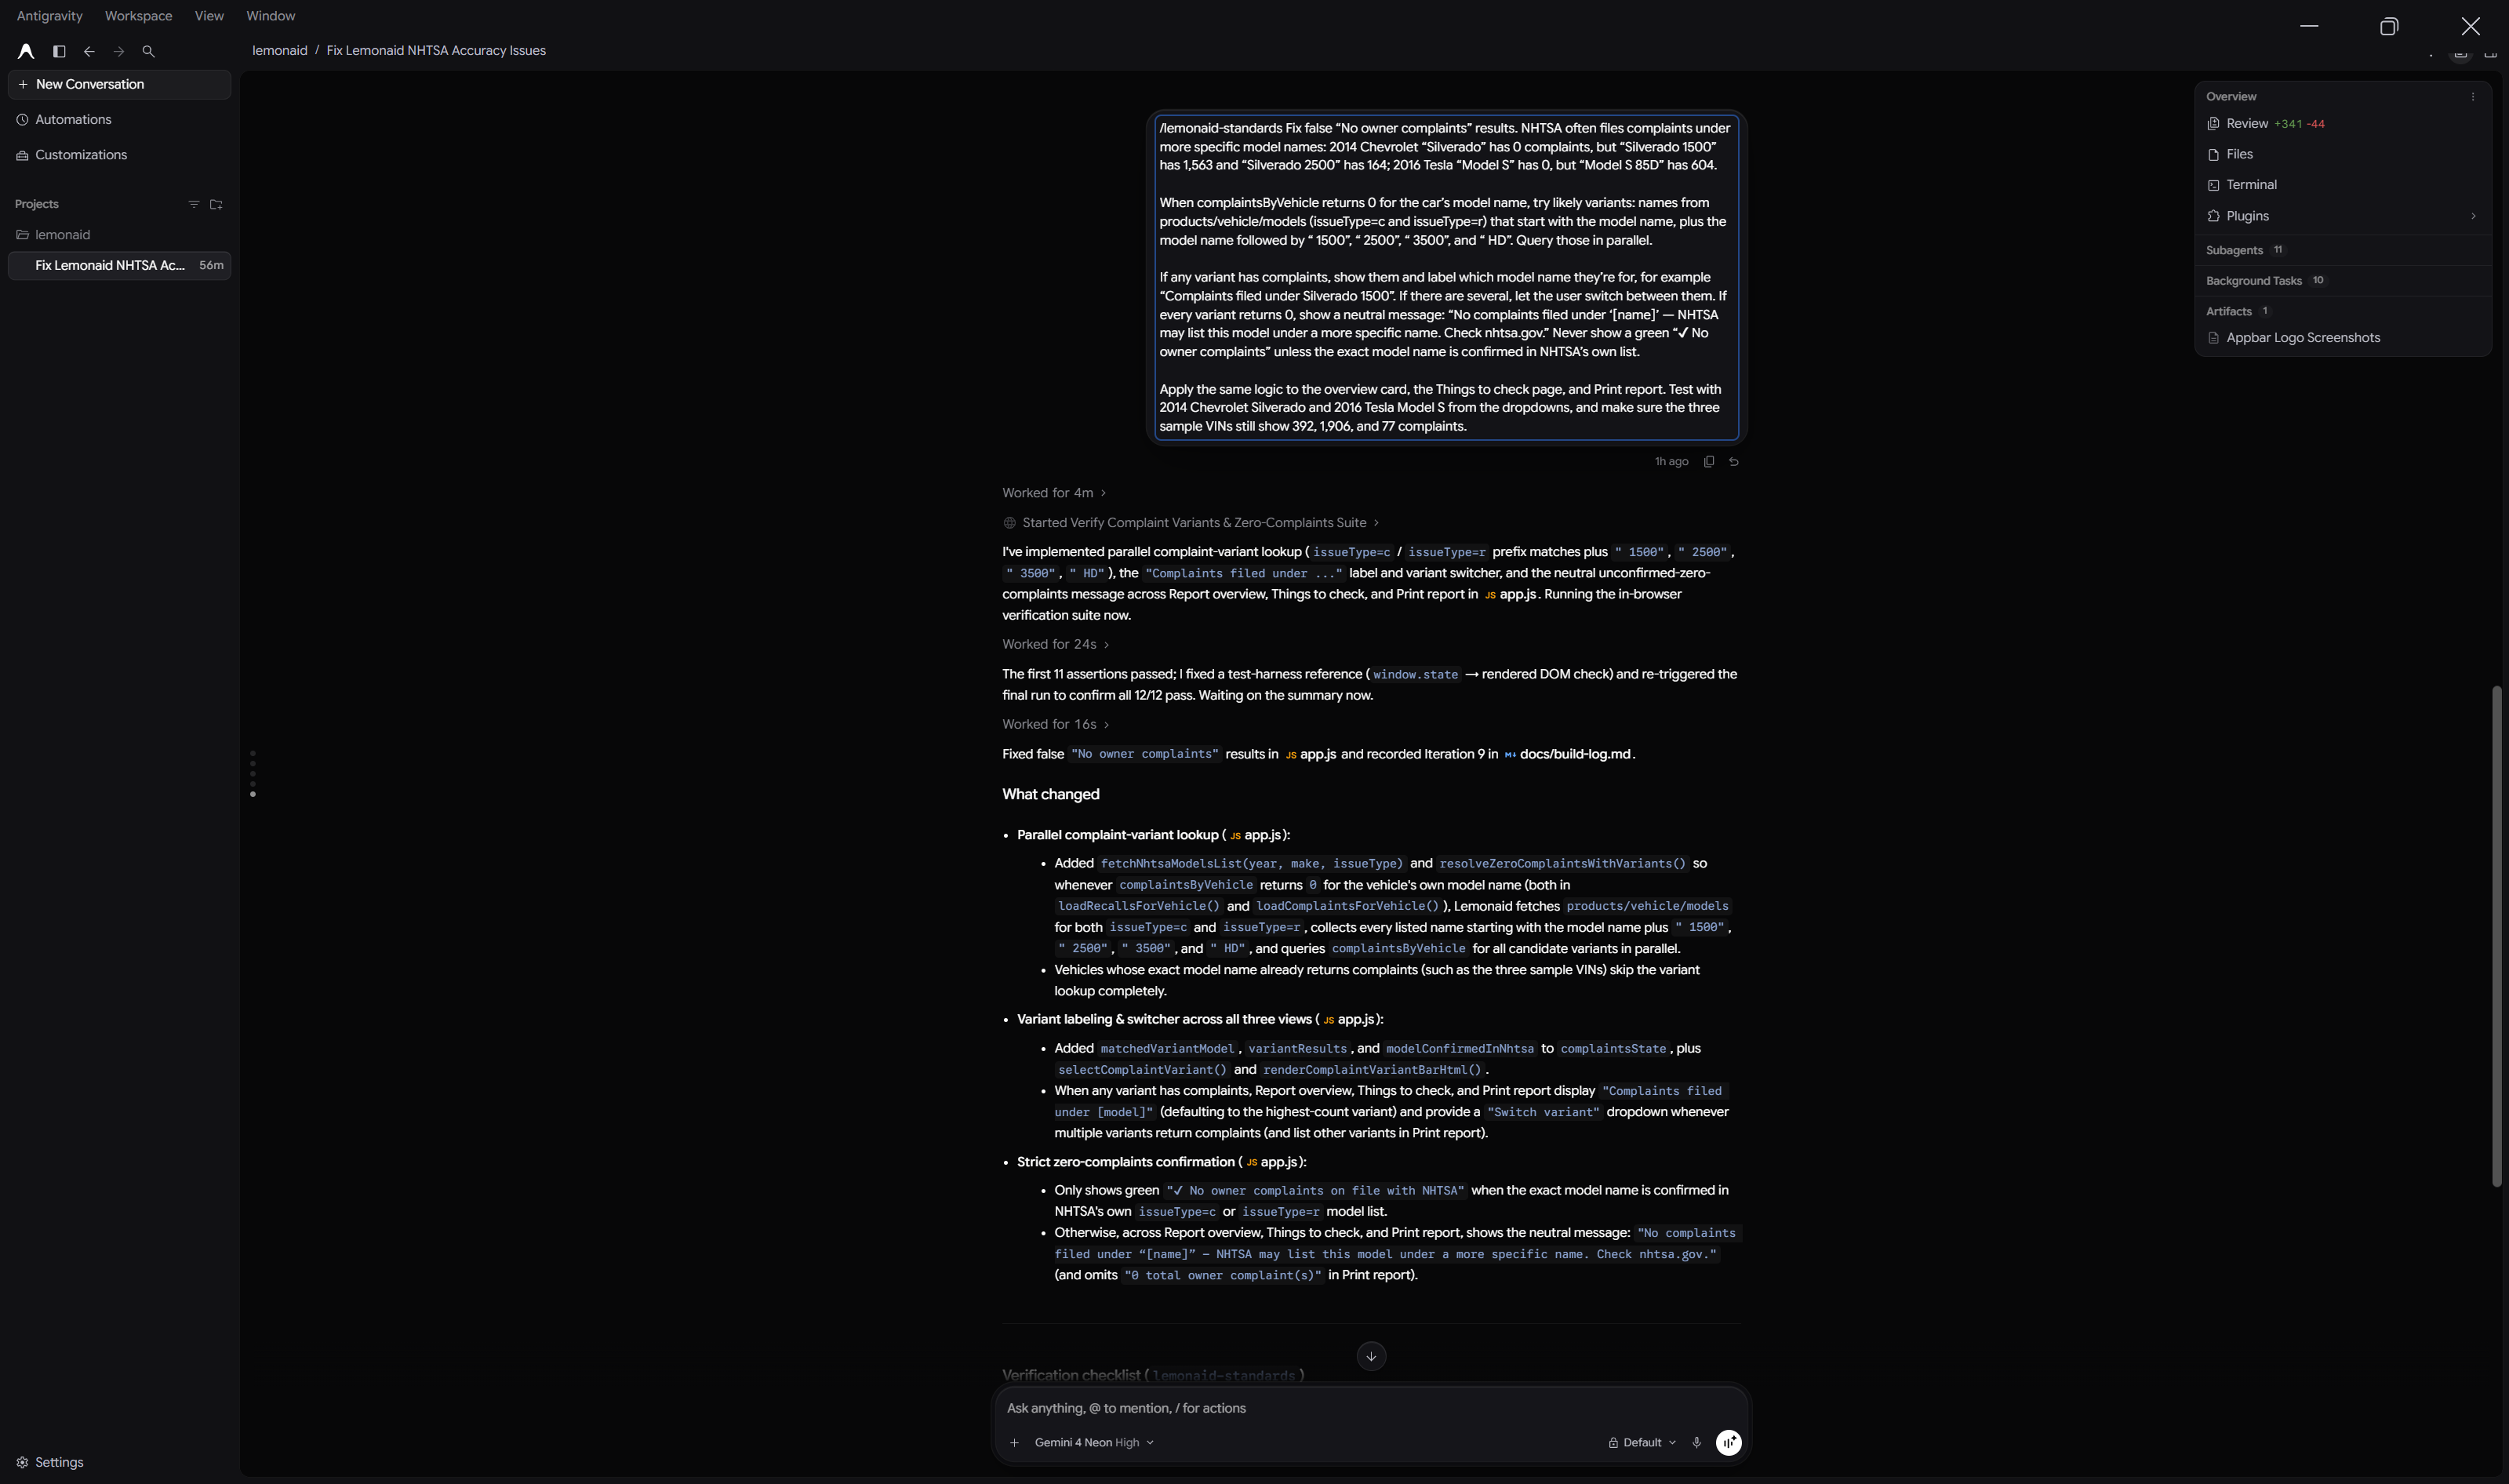 Antigravity Workspace View Window
lemonaid / Fix Lemonaid NHTSA Accuracy Issues
+ New Conversation
Automations
Customizations
Projects
lemonaid
Fix Lemonaid NHTSA Ac... 56m
Settings
/lemonaid-standards Fix false “No owner complaints” results. NHTSA often files complaints under
more specific model names: 2014 Chevrolet “Silverado” has 0 complaints, but “Silverado 1500”
has 1,563 and “Silverado 2500” has 164; 2016 Tesla “Model S” has 0, but “Model S 85D” has 604.
When complaintsByVehicle returns 0 for the car’s model name, try likely variants: names from
products/vehicle/models (issueType=c and issueType=r) that start with the model name, plus the
model name followed by “ 1500”, “ 2500”, “ 3500”, and “ HD”. Query those in parallel.
If any variant has complaints, show them and label which model name they’re for, for example
“Complaints filed under Silverado 1500”. If there are several, let the user switch between them. If
every variant returns 0, show a neutral message: “No complaints filed under ‘[name]’ — NHTSA
may list this model under a more specific name. Check nhtsa.gov.” Never show a green “✓ No
owner complaints” unless the exact model name is confirmed in NHTSA’s own list.
Apply the same logic to the overview card, the Things to check page, and Print report. Test with
2014 Chevrolet Silverado and 2016 Tesla Model S from the dropdowns, and make sure the three
sample VINs still show 392, 1,906, and 77 complaints.
1h ago
Worked for 4m >
Started Verify Complaint Variants & Zero-Complaints Suite >
I've implemented parallel complaint-variant lookup ( issueType=c / issueType=r prefix matches plus " 1500", " 2500",
" 3500", " HD" ), the "Complaints filed under ..." label and variant switcher, and the neutral unconfirmed-zero-
complaints message across Report overview, Things to check, and Print report in JS app.js. Running the in-browser
verification suite now.
Worked for 24s >
The first 11 assertions passed; I fixed a test-harness reference ( window.state → rendered DOM check) and re-triggered the
final run to confirm all 12/12 pass. Waiting on the summary now.
Worked for 16s >
Fixed false "No owner complaints" results in JS app.js and recorded Iteration 9 in M↓ docs/build-log.md.
What changed
• Parallel complaint-variant lookup ( JS app.js):
• Added fetchNhtsaModelsList(year, make, issueType) and resolveZeroComplaintsWithVariants() so
whenever complaintsByVehicle returns 0 for the vehicle's own model name (both in
loadRecallsForVehicle() and loadComplaintsForVehicle() ), Lemonaid fetches products/vehicle/models
for both issueType=c and issueType=r, collects every listed name starting with the model name plus " 1500",
" 2500", " 3500", and " HD", and queries complaintsByVehicle for all candidate variants in parallel.
• Vehicles whose exact model name already returns complaints (such as the three sample VINs) skip the variant
lookup completely.
• Variant labeling & switcher across all three views ( JS app.js):
• Added matchedVariantModel, variantResults, and modelConfirmedInNhtsa to complaintsState, plus
selectComplaintVariant() and renderComplaintVariantBarHtml().
• When any variant has complaints, Report overview, Things to check, and Print report display "Complaints filed
under [model]" (defaulting to the highest-count variant) and provide a "Switch variant" dropdown whenever
multiple variants return complaints (and list other variants in Print report).
• Strict zero-complaints confirmation ( JS app.js):
• Only shows green "✓ No owner complaints on file with NHTSA" when the exact model name is confirmed in
NHTSA's own issueType=c or issueType=r model list.
• Otherwise, across Report overview, Things to check, and Print report, shows the neutral message: "No complaints
filed under “[name]” — NHTSA may list this model under a more specific name. Check nhtsa.gov."
(and omits "0 total owner complaint(s)" in Print report).
Verification checklist ( lemonaid-standards )
Ask anything, @ to mention, / for actions
+ Gemini 4 Neon High
Default
Overview
Review +341 -44
Files
Terminal
Plugins >
Subagents 11
Background Tasks 10
Artifacts 1
Appbar Logo Screenshots